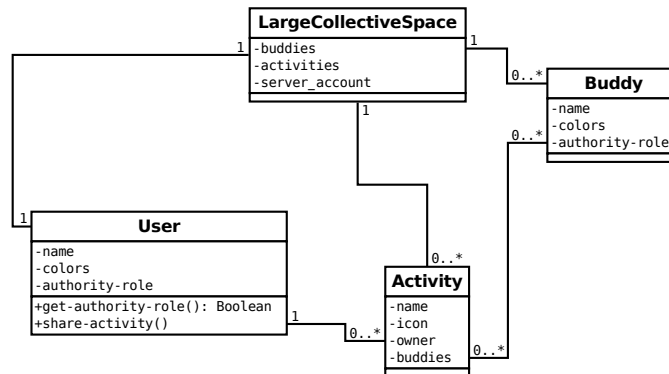 LargeCollectiveSpace
-buddies
-activities
-server_account
1
1
1
0..*
Buddy
-name
-colors
-authority-role
0..*
1
User
-name
-colors
-authority-role
+get-authority-role(): Boolean
+share-activity()
1
0..*
0..*
Activity
-name
-icon
-owner
-buddies
0..*